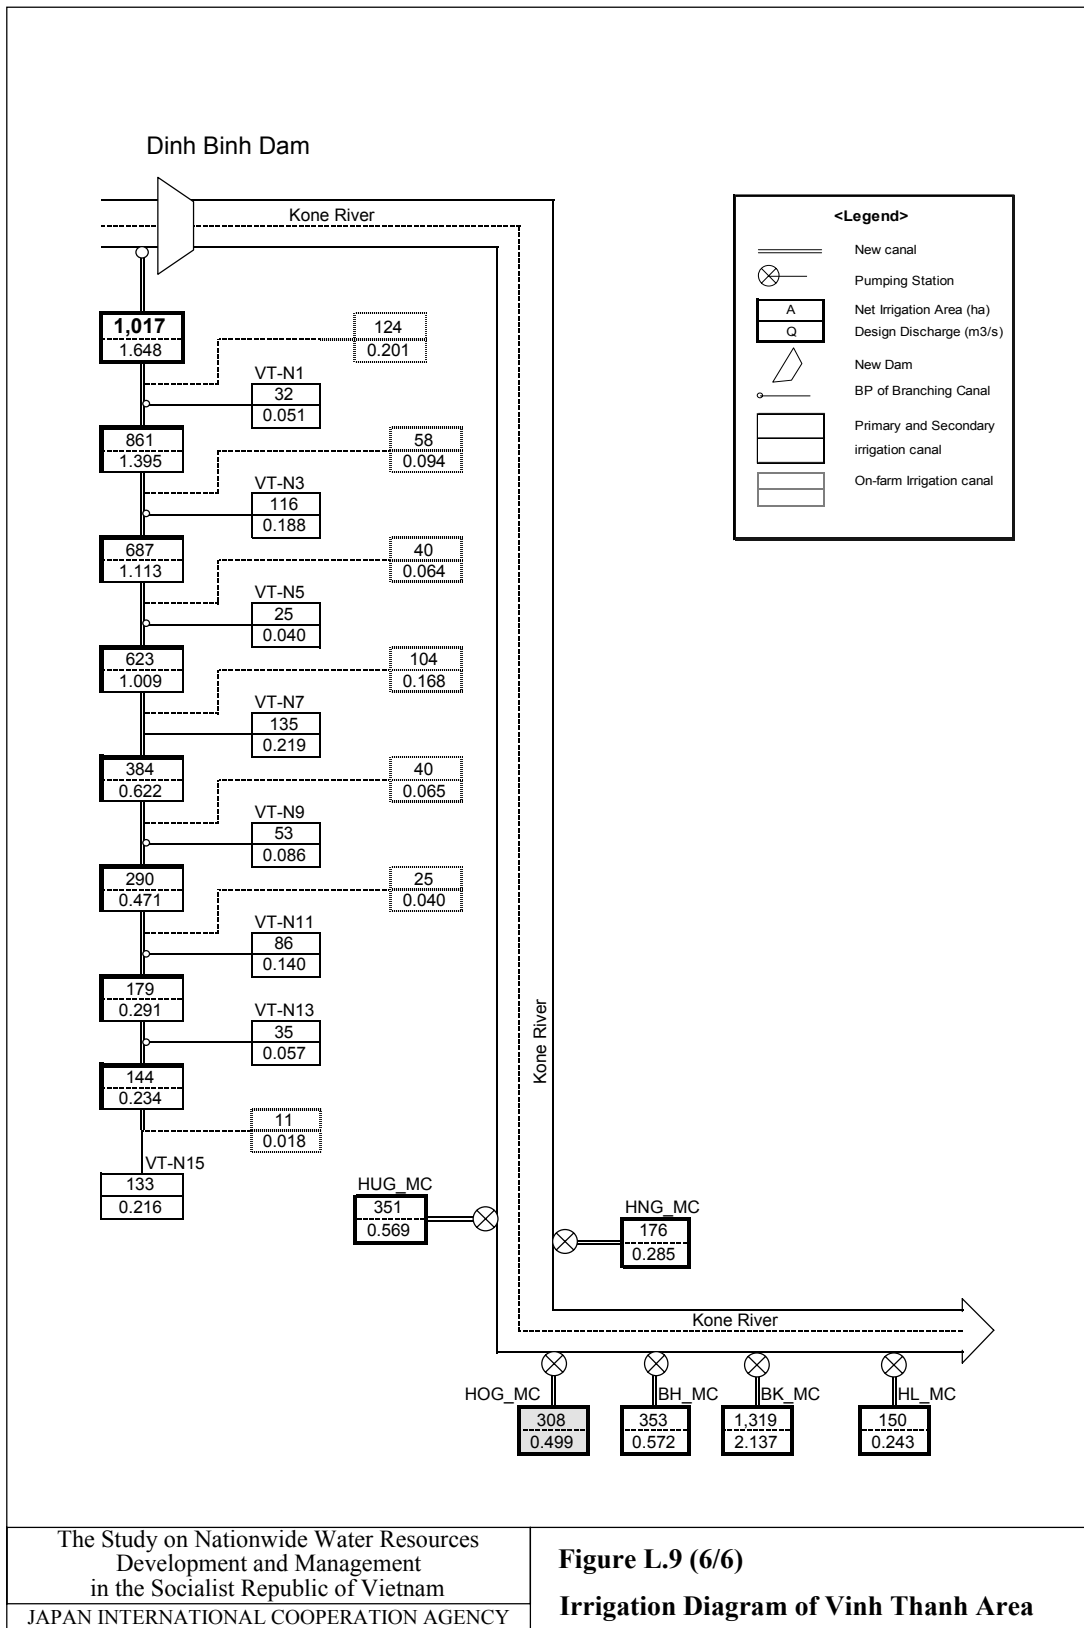 Dinh Binh Dam
Kone River
<Legend>
New canal
Pumping Station
A
Net Irrigation Area (ha)
Q
Design Discharge (m3/s)
New Dam
BP of Branching Canal
Primary and Secondary
irrigation canal
On-farm Irrigation canal
1,017
1.648
124
0.201
VT-N1
32
0.051
861
1.395
58
0.094
VT-N3
116
0.188
687
1.113
40
0.064
VT-N5
25
0.040
623
1.009
104
0.168
VT-N7
135
0.219
384
0.622
40
0.065
VT-N9
53
0.086
290
0.471
25
0.040
VT-N11
86
0.140
179
0.291
VT-N13
35
0.057
144
0.234
11
0.018
VT-N15
133
0.216
Kone River
HUG_MC
351
0.569
HNG_MC
176
0.285
Kone River
HOG_MC
308
0.499
BH_MC
353
0.572
BK_MC
1,319
2.137
HL_MC
150
0.243
The Study on Nationwide Water Resources
Development and Management
in the Socialist Republic of Vietnam
JAPAN INTERNATIONAL COOPERATION AGENCY
Figure L.9 (6/6)
Irrigation Diagram of Vinh Thanh Area